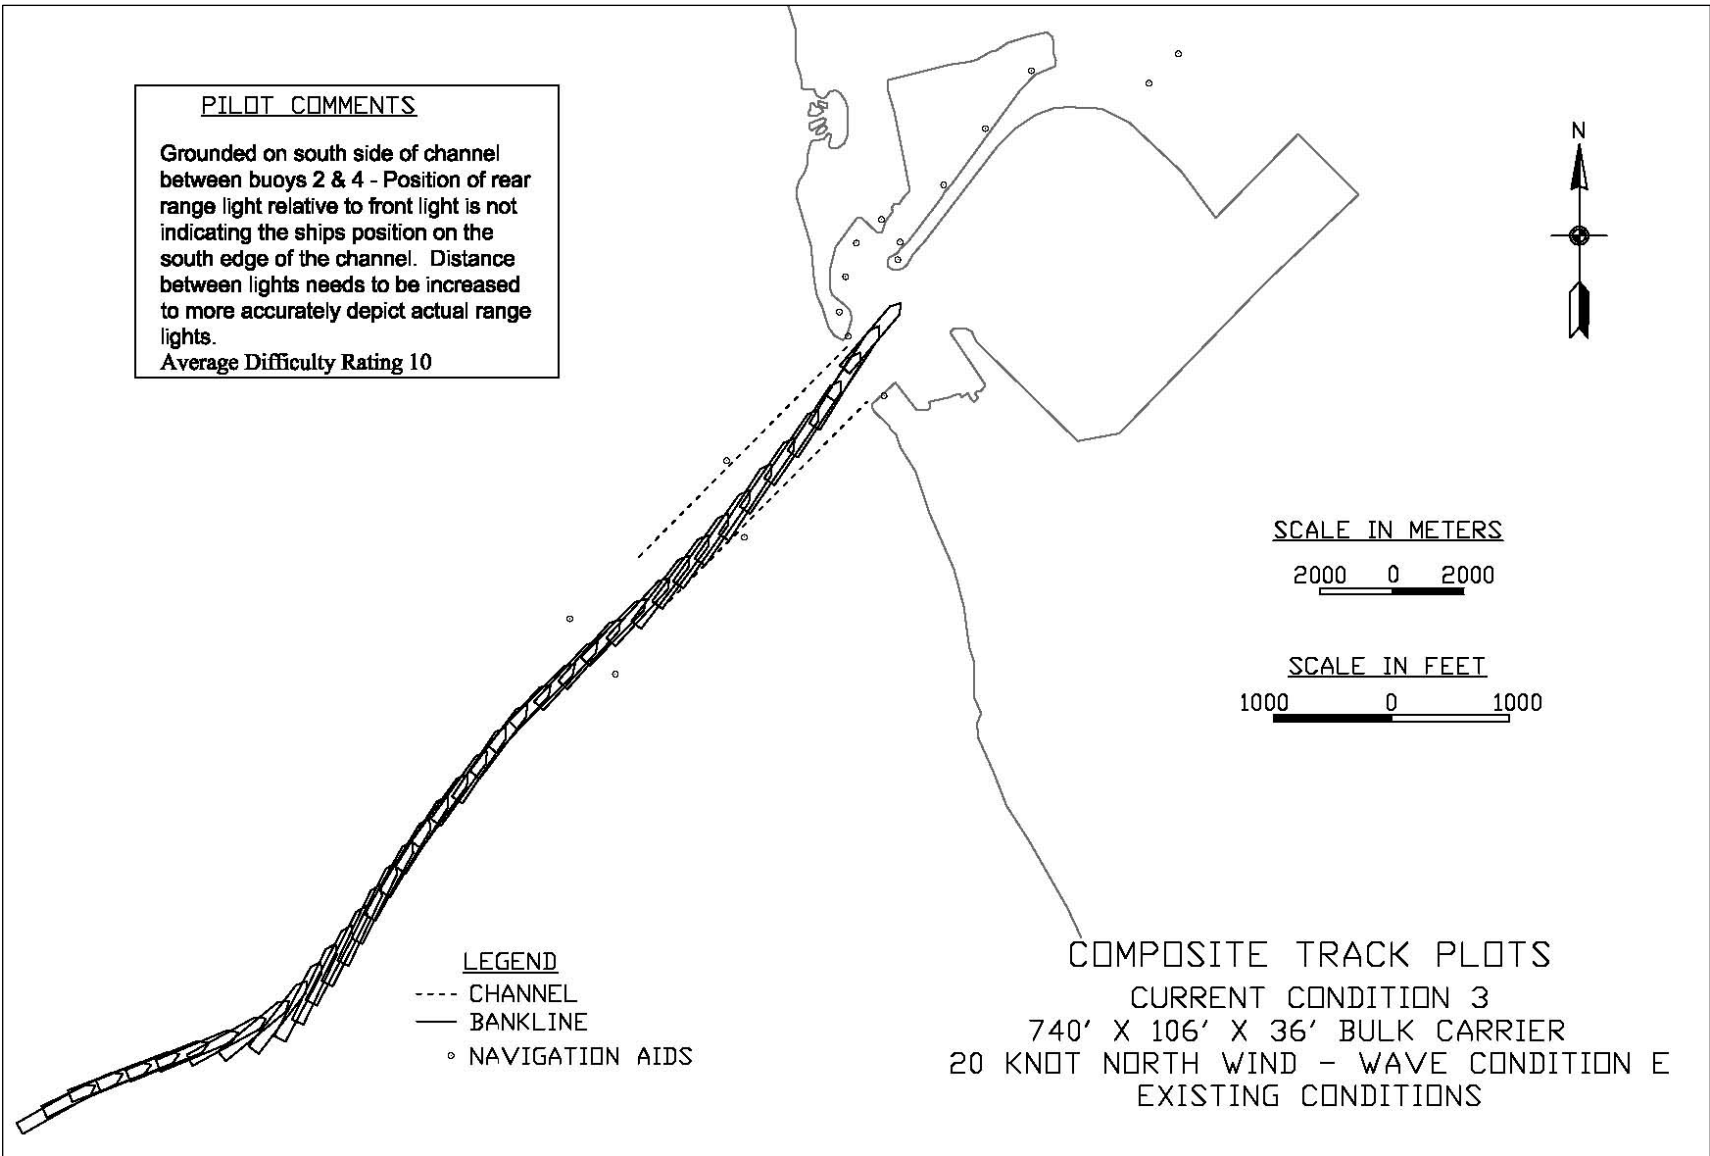 PILOT COMMENTS
Grounded on south side of channel
between buoys 2 & 4 - Position of rear
range light relative to front light is not
indicating the ships position on the
south edge of the channel. Distance
between lights needs to be increased
to more accurately depict actual range
lights.
Average Difficulty Rating 10
N
SCALE IN METERS
2000 0 2000
SCALE IN FEET
1000 0 1000
LEGEND
CHANNEL
BANKLINE
NAVIGATION AIDS
COMPOSITE TRACK PLOTS
CURRENT CONDITION 3
740' X 106' X 36' BULK CARRIER
20 KNOT NORTH WIND - WAVE CONDITION E
EXISTING CONDITIONS